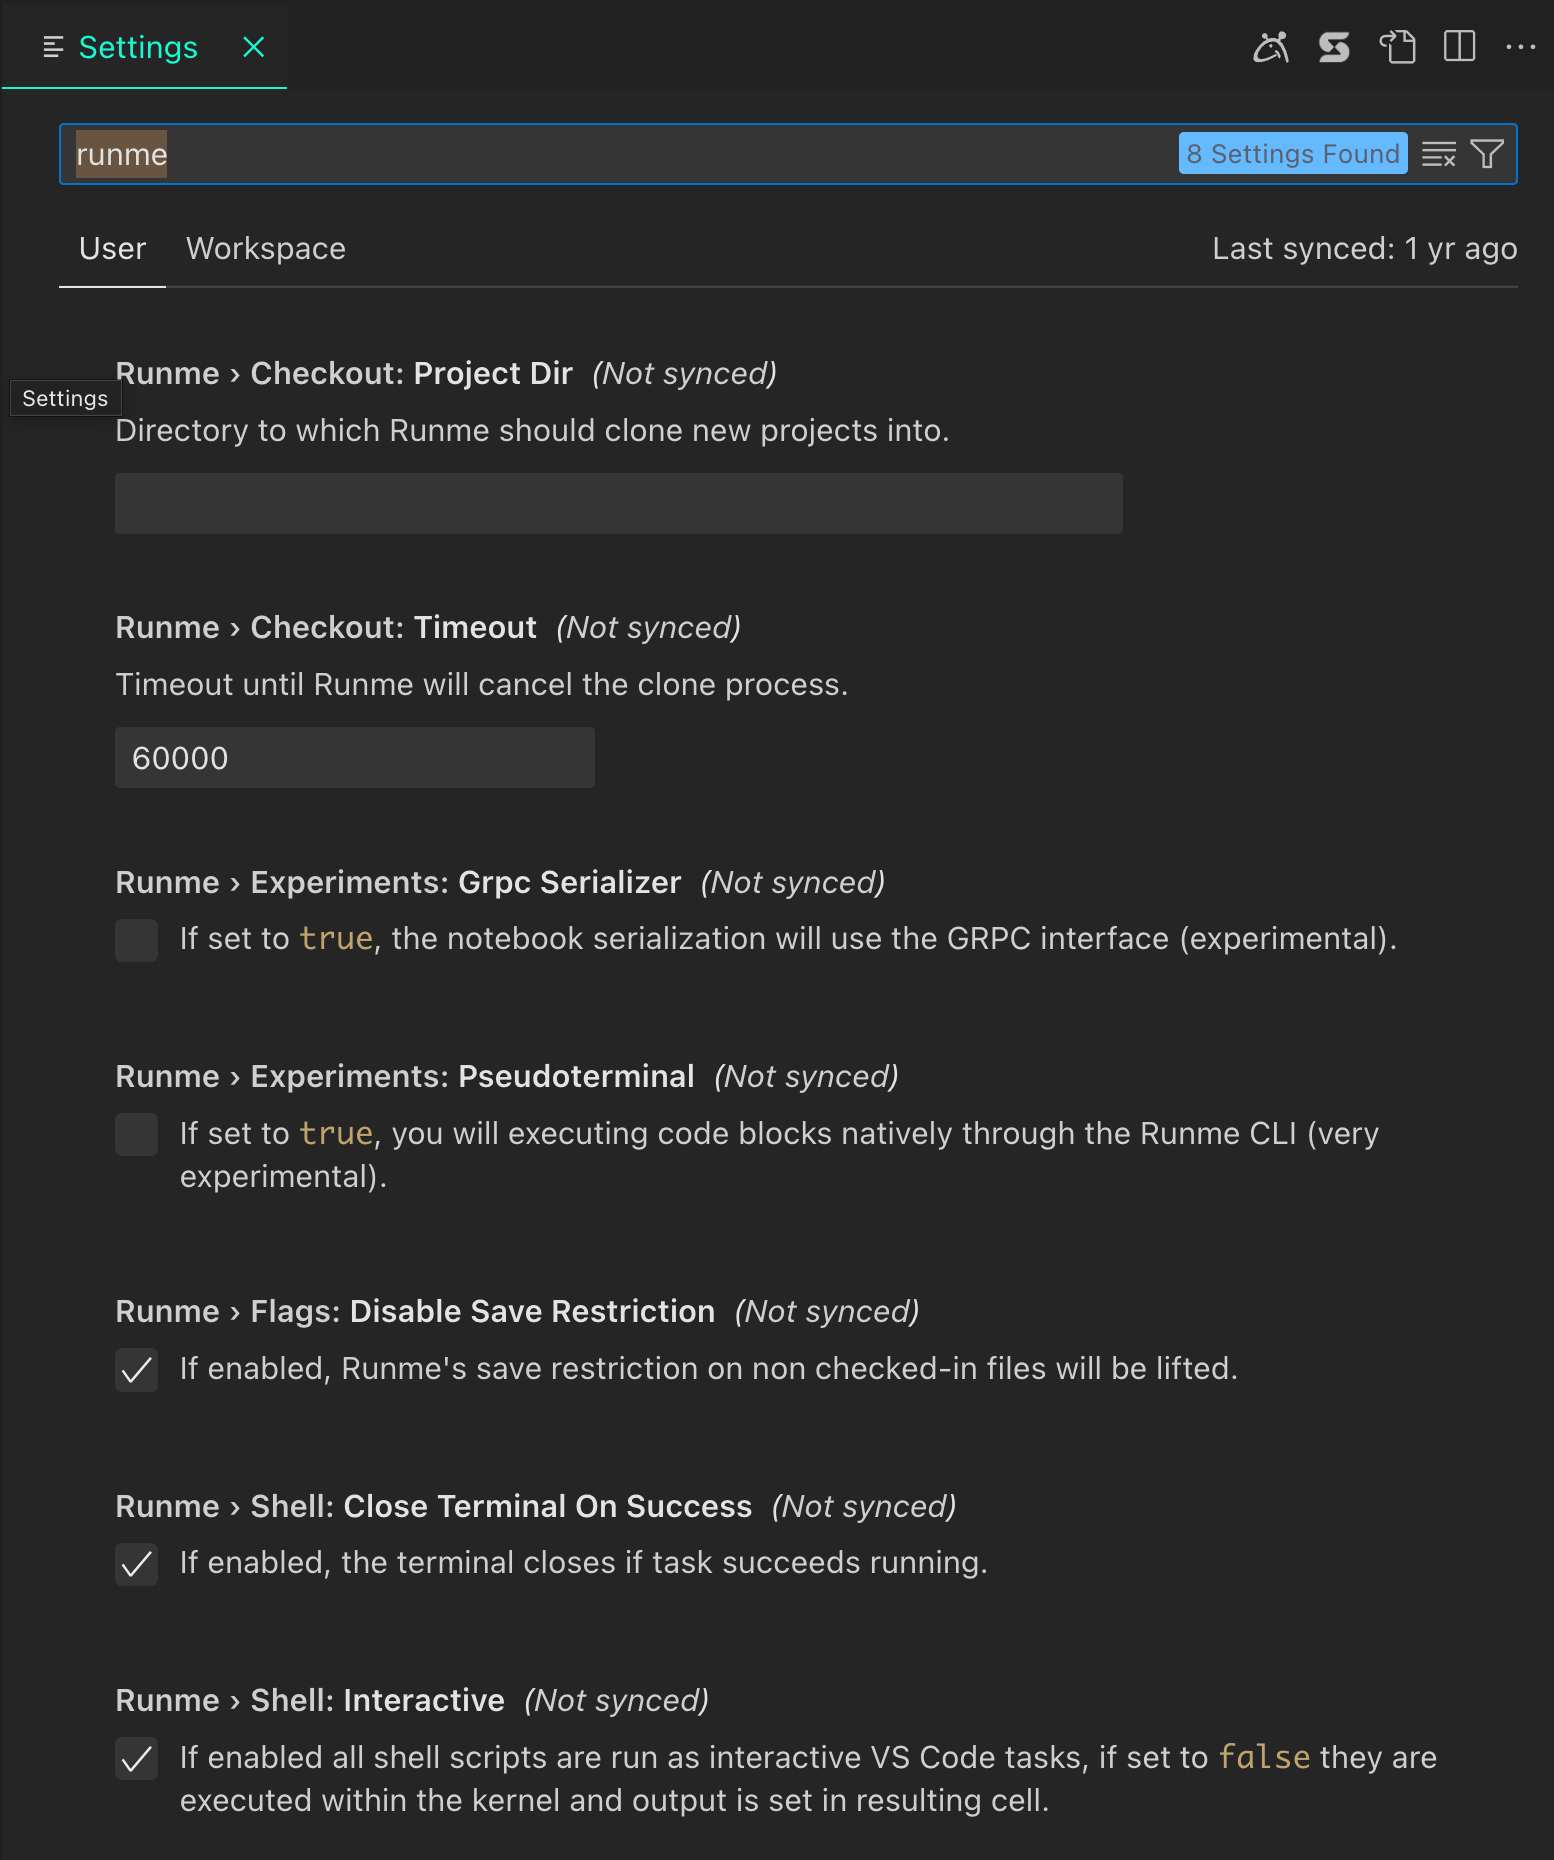 Settings
runme
8 Settings Found
User
Workspace
Last synced: 1 yr ago
Runme › Checkout: Project Dir (Not synced)
Settings
Directory to which Runme should clone new projects into.
Runme › Checkout: Timeout (Not synced)
Timeout until Runme will cancel the clone process.
60000
Runme › Experiments: Grpc Serializer (Not synced)
If set to true, the notebook serialization will use the GRPC interface (experimental).
Runme › Experiments: Pseudoterminal (Not synced)
If set to true, you will executing code blocks natively through the Runme CLI (very
experimental).
Runme › Flags: Disable Save Restriction (Not synced)
If enabled, Runme's save restriction on non checked-in files will be lifted.
Runme › Shell: Close Terminal On Success (Not synced)
If enabled, the terminal closes if task succeeds running.
Runme › Shell: Interactive (Not synced)
If enabled all shell scripts are run as interactive VS Code tasks, if set to false they are
executed within the kernel and output is set in resulting cell.